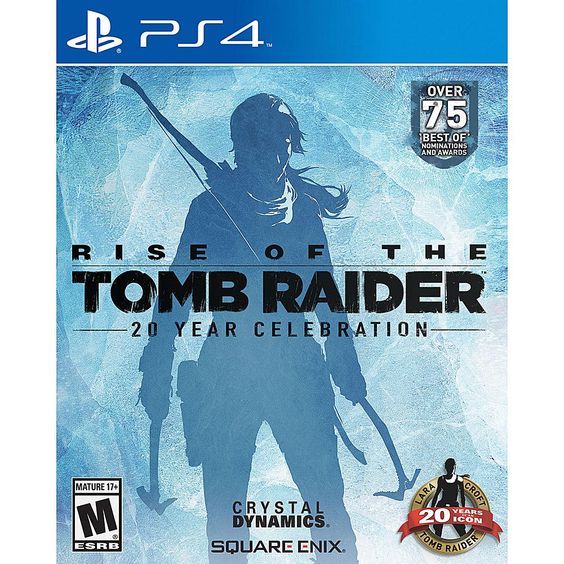 PS4
OVER
75
BEST OF
NOMINATIONS
AND AWARDS
RISE OF THE
TOMB RAIDER™
20 YEAR CELEBRATION
MATURE 17+
M
ESRB
CRYSTAL
DYNAMICS®
SQUARE ENIX®
LARA CROFT
20 YEARS
ICON
TOMB RAIDER